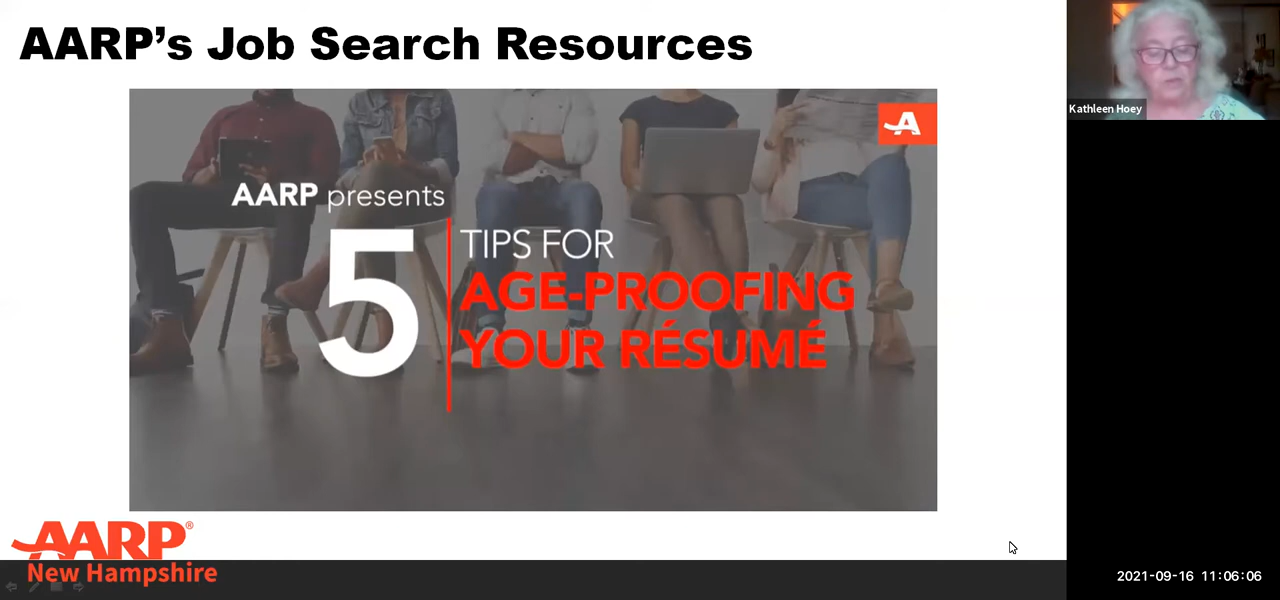 AARP's Job Search Resources
Kathleen Hoey
AARP presents
5
TIPS FOR
AGE-PROOFING
YOUR RÉSUMÉ
AARP®
New Hampshire
2021-09-16 11:06:06